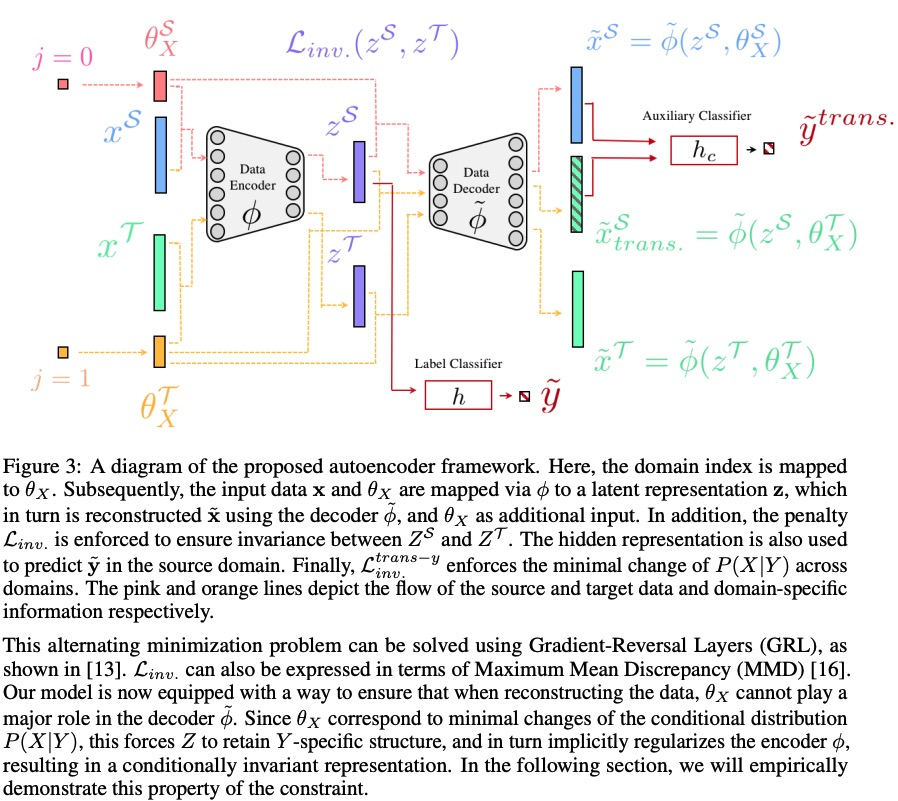 j = 0
θ_X^S
L_inv.(z^S, z^T)
x̃^S = φ̃(z^S, θ_X^S)
x^S
z^S
Auxiliary Classifier
h_c
ỹ^trans.
Data
Encoder
φ
Data
Decoder
φ̃
x^T
z^T
x̃_trans.^S = φ̃(z^S, θ_X^T)
j = 1
θ_X^T
Label Classifier
h
ỹ
x̃^T = φ̃(z^T, θ_X^T)
Figure 3: A diagram of the proposed autoencoder framework. Here, the domain index is mapped
to θ_X. Subsequently, the input data x and θ_X are mapped via φ to a latent representation z, which
in turn is reconstructed x̃ using the decoder φ̃, and θ_X as additional input. In addition, the penalty
L_inv. is enforced to ensure invariance between Z^S and Z^T. The hidden representation is also used
to predict ỹ in the source domain. Finally, L_inv.^trans−y enforces the minimal change of P(X|Y) across
domains. The pink and orange lines depict the flow of the source and target data and domain-specific
information respectively.
This alternating minimization problem can be solved using Gradient-Reversal Layers (GRL), as
shown in [13]. L_inv. can also be expressed in terms of Maximum Mean Discrepancy (MMD) [16].
Our model is now equipped with a way to ensure that when reconstructing the data, θ_X cannot play a
major role in the decoder φ̃. Since θ_X correspond to minimal changes of the conditional distribution
P(X|Y), this forces Z to retain Y-specific structure, and in turn implicitly regularizes the encoder φ,
resulting in a conditionally invariant representation. In the following section, we will empirically
demonstrate this property of the constraint.